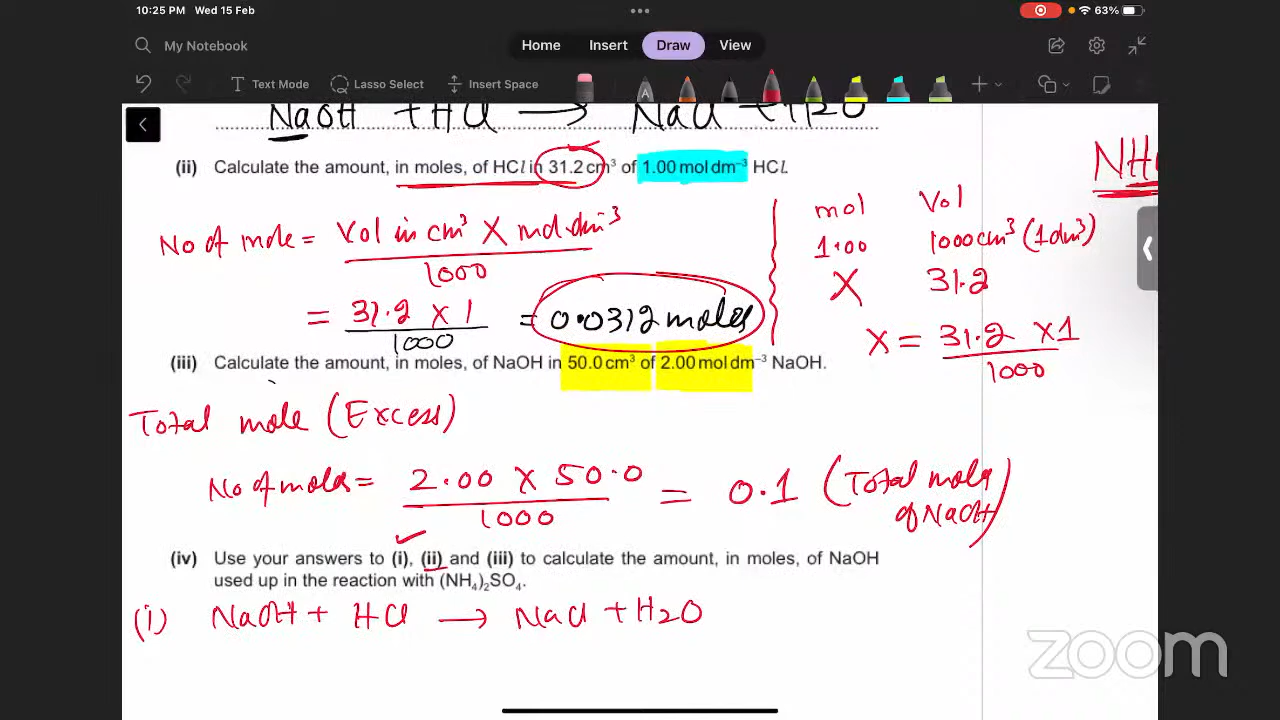 10:25 PM Wed 15 Feb
63%
My Notebook
Home Insert Draw View
Text Mode Lasso Select Insert Space
NaOH + HCl → NaCl + H2O
(ii) Calculate the amount, in moles, of HCl in 31.2 cm³ of 1.00 mol dm⁻³ HCl.
No of mole = Vol in cm³ X mol.dm⁻³
1000
= 31.2 x 1 = 0.0312 moles
1000
mol Vol
1.00 1000cm³ (1dm³)
X 31.2
X = 31.2 x1
1000
(iii) Calculate the amount, in moles, of NaOH in 50.0 cm³ of 2.00 mol dm⁻³ NaOH.
Total mole (Excess)
No of moles = 2.00 x 50.0 = 0.1 (Total moles
1000
of NaOH)
(iv) Use your answers to (i), (ii) and (iii) to calculate the amount, in moles, of NaOH
used up in the reaction with (NH₄)₂SO₄.
(i) NaOH + HCl → NaCl + H2O
zoom